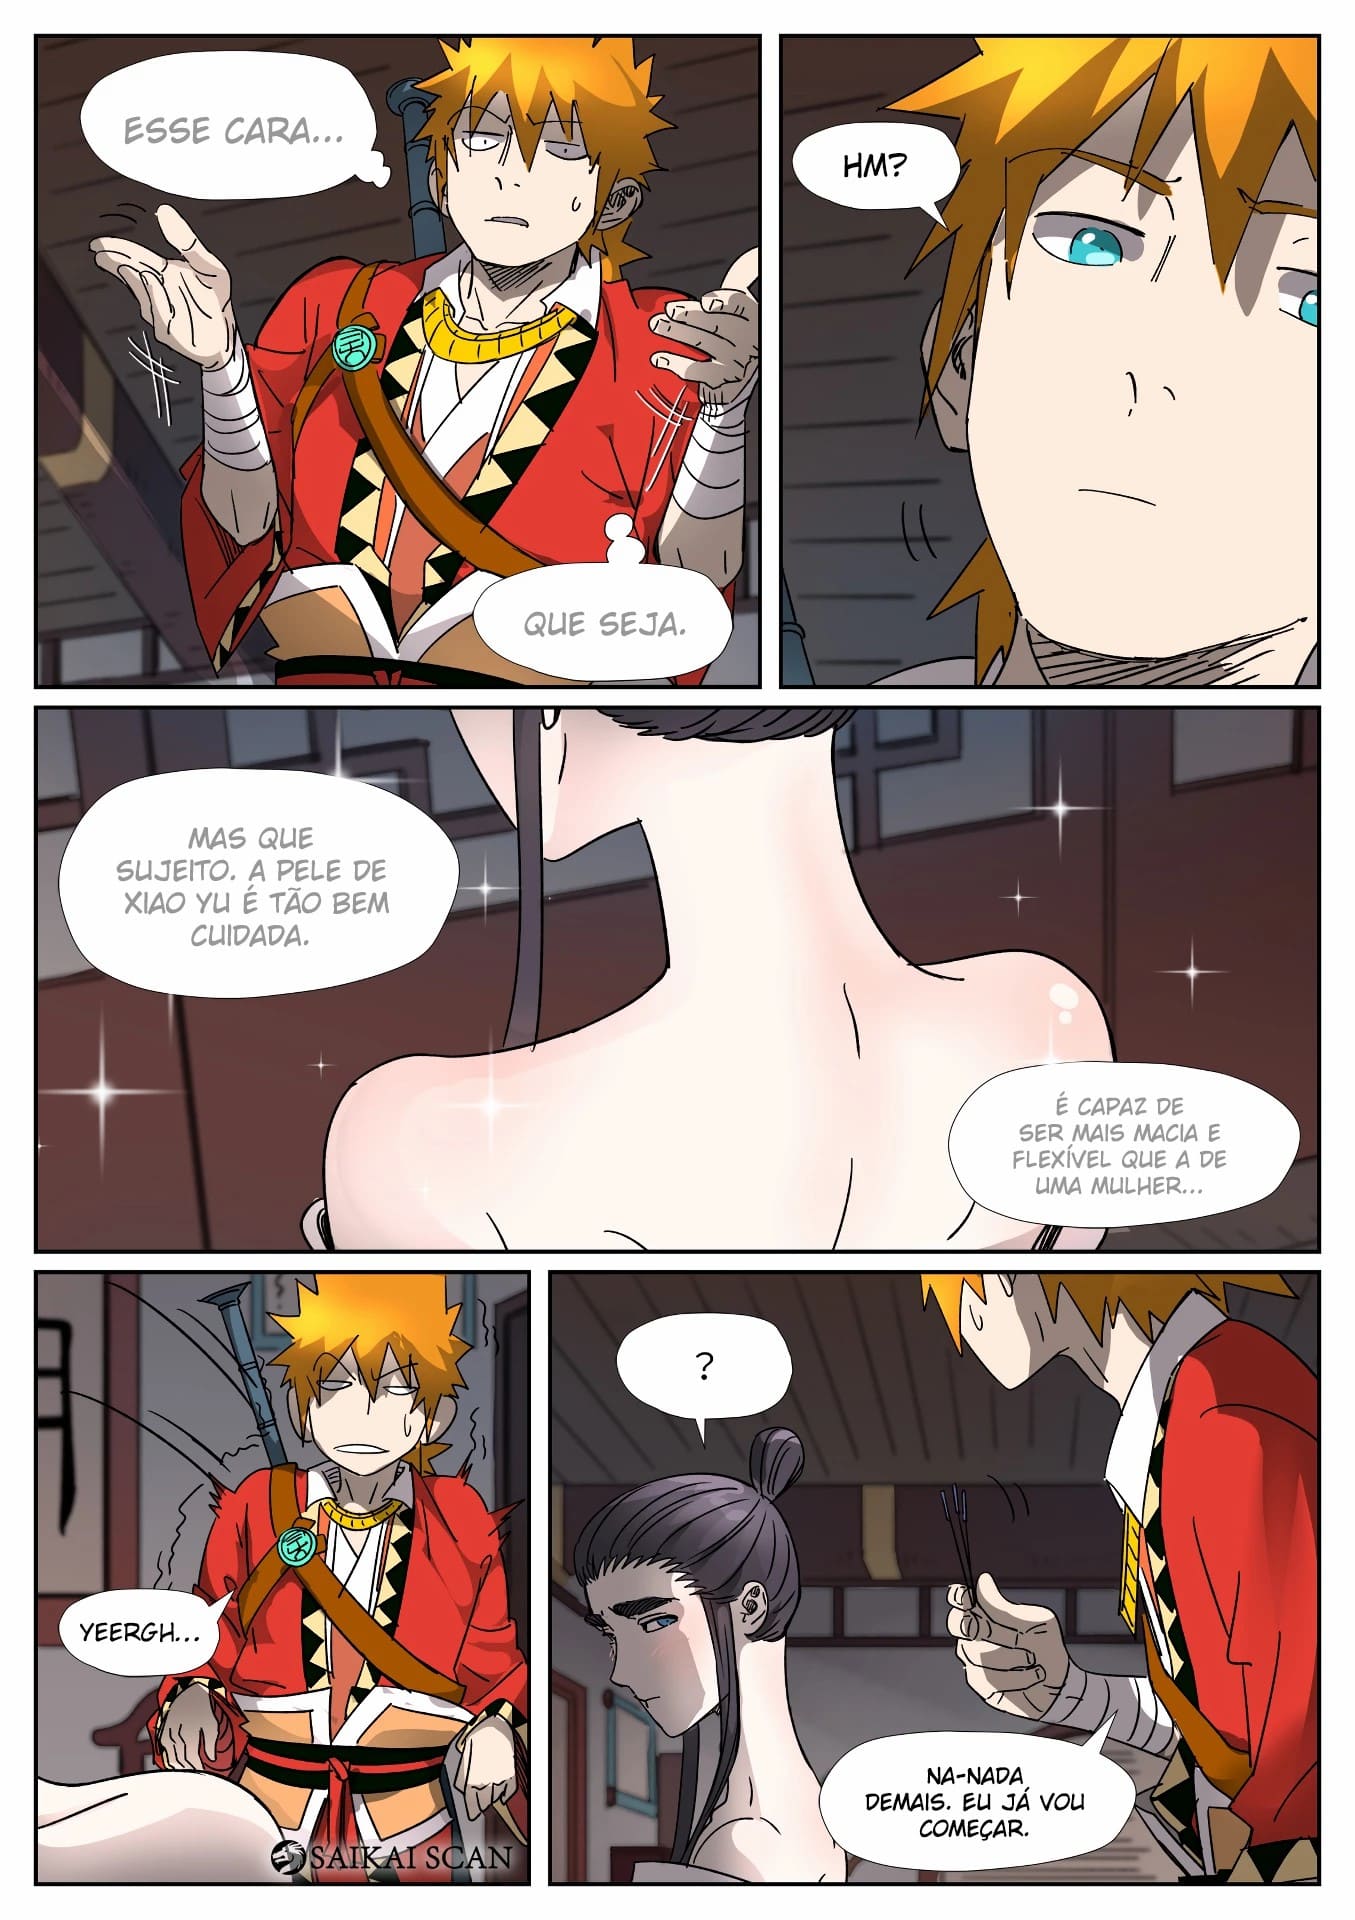 ESSE CARA...
QUE SEJA.
HM?
MAS QUE
SUJEITO. A PELE DE
XIAO YU É TÃO BEM
CUIDADA.
É CAPAZ DE
SER MAIS MACIA E
FLEXÍVEL QUE A DE
UMA MULHER...
YEERGH...
?
NA-NADA
DEMAIS. EU JÁ VOU
COMEÇAR.
SAIKAI SCAN